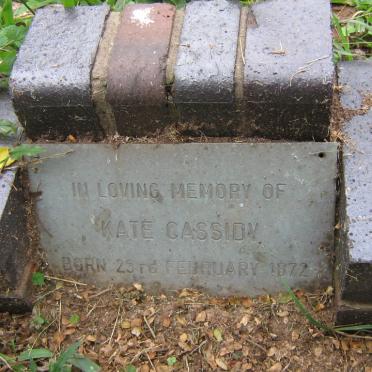 IN LOVING MEMORY OF
KATE CASSIDY
BORN 23rd FEBRUARY 1872